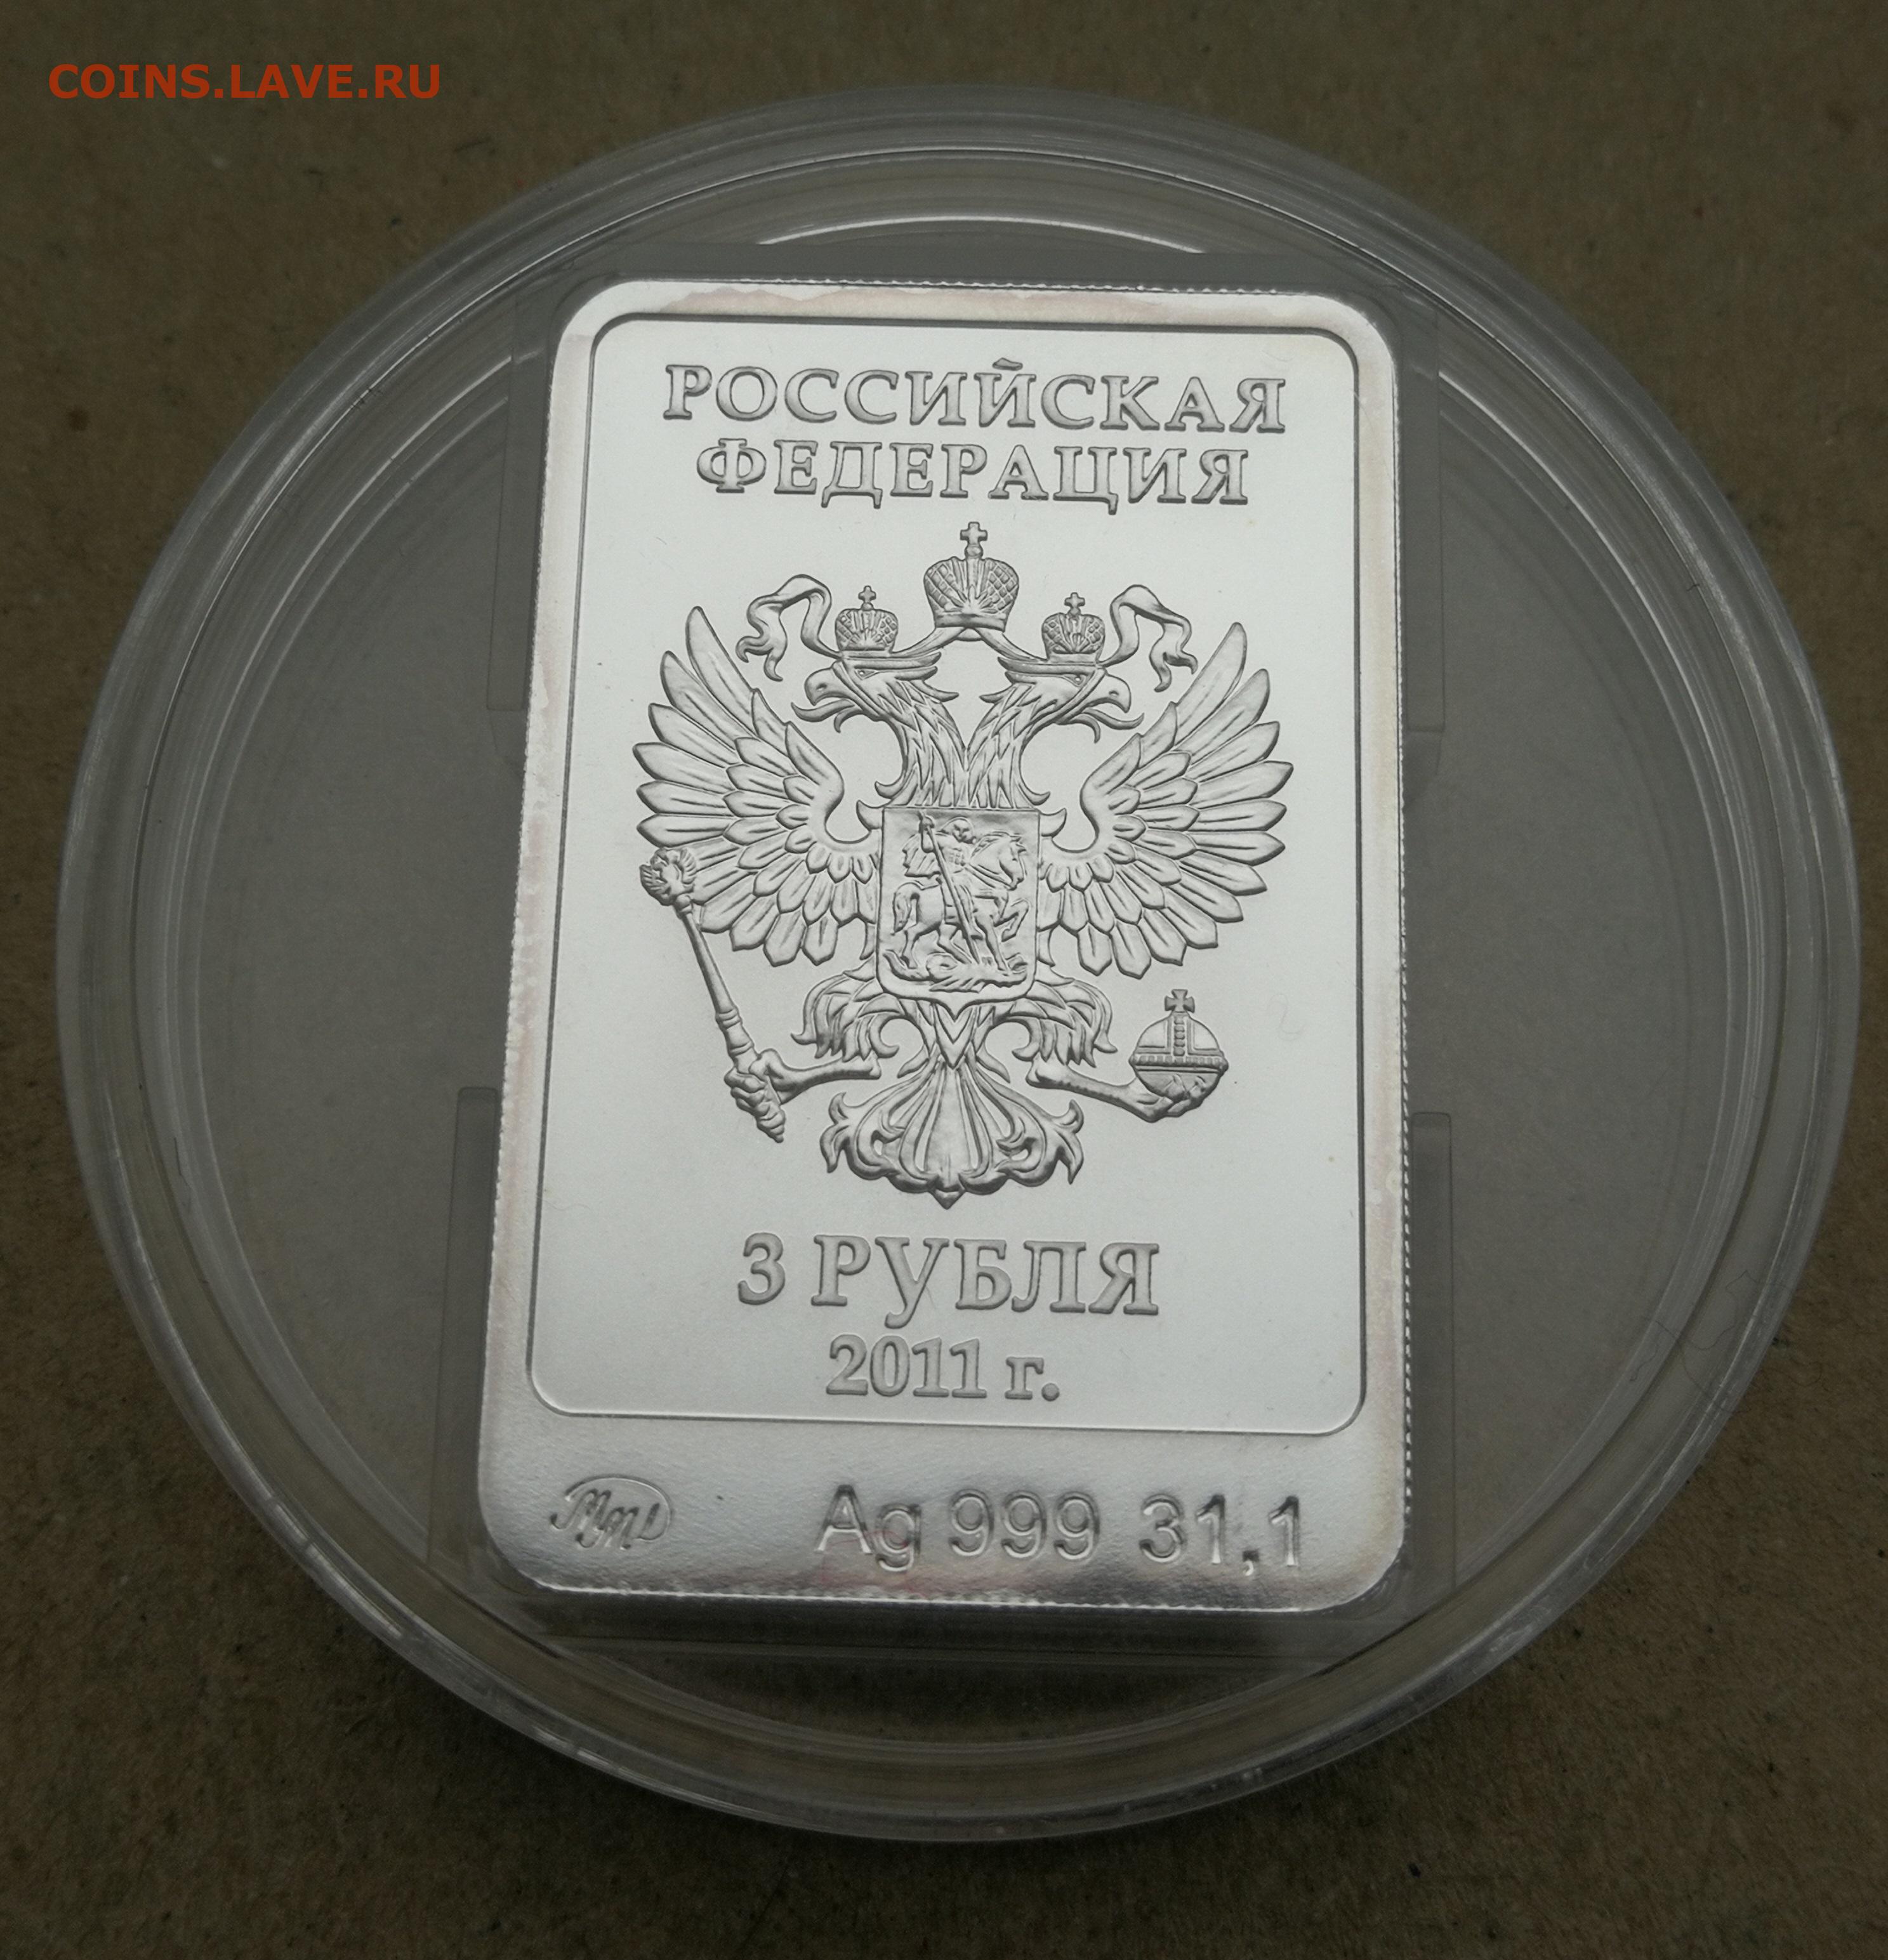 COINS.LAVE.RU
РОССИЙСКАЯ
ФЕДЕРАЦИЯ
3 РУБЛЯ
2011 г.
Ag 999 31,1